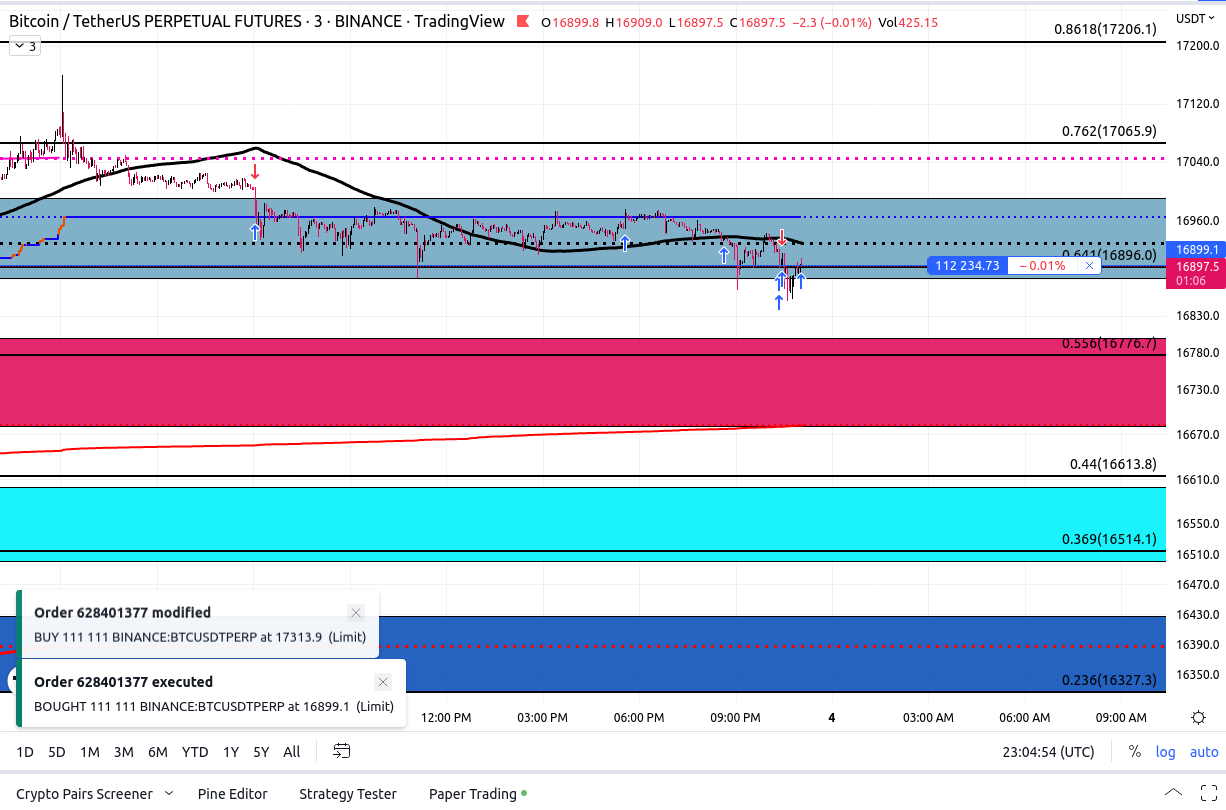 Bitcoin / TetherUS PERPETUAL FUTURES · 3 · BINANCE · TradingView O16899.8 H16909.0 L16897.5 C16897.5 −2.3 (−0.01%) Vol425.15
USDT
3
0.8618(17206.1)
17200.0
17120.0
0.762(17065.9)
17040.0
16960.0
0.641(16896.0)
16899.1
112 234.73 − 0.01%
16897.5
01:06
16830.0
0.556(16776.7)
16780.0
16730.0
16670.0
0.44(16613.8)
16610.0
16550.0
0.369(16514.1)
16510.0
16470.0
16430.0
16390.0
0.236(16327.3)
16350.0
Order 628401377 modified
BUY 111 111 BINANCE:BTCUSDTPERP at 17313.9 (Limit)
Order 628401377 executed
BOUGHT 111 111 BINANCE:BTCUSDTPERP at 16899.1 (Limit)
12:00 PM 03:00 PM 06:00 PM 09:00 PM 4 03:00 AM 06:00 AM 09:00 AM
1D 5D 1M 3M 6M YTD 1Y 5Y All 23:04:54 (UTC) % log auto
Crypto Pairs Screener Pine Editor Strategy Tester Paper Trading